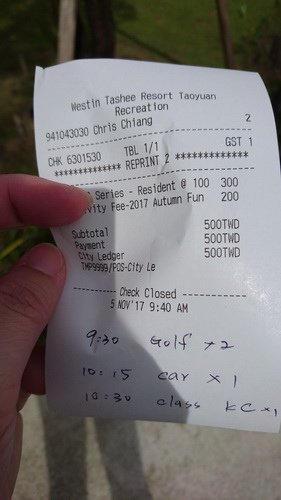 Westin Tashee Resort Taoyuan
Recreation
941043030 Chris Chiang 2
CHK 6301530 TBL 1/1 GST 1
************* REPRINT 2 *************
Series - Resident @ 100 300
Fee-2017 Autumn Fun 200
Subtotal 500TWD
Payment 500TWD
City Ledger 500TWD
TMP9999/POS-City Le
---------- Check Closed ----------
5 NOV'17 9:40 AM
9:30 Golf x2
10:15 car x 1
10:30 class KC x1